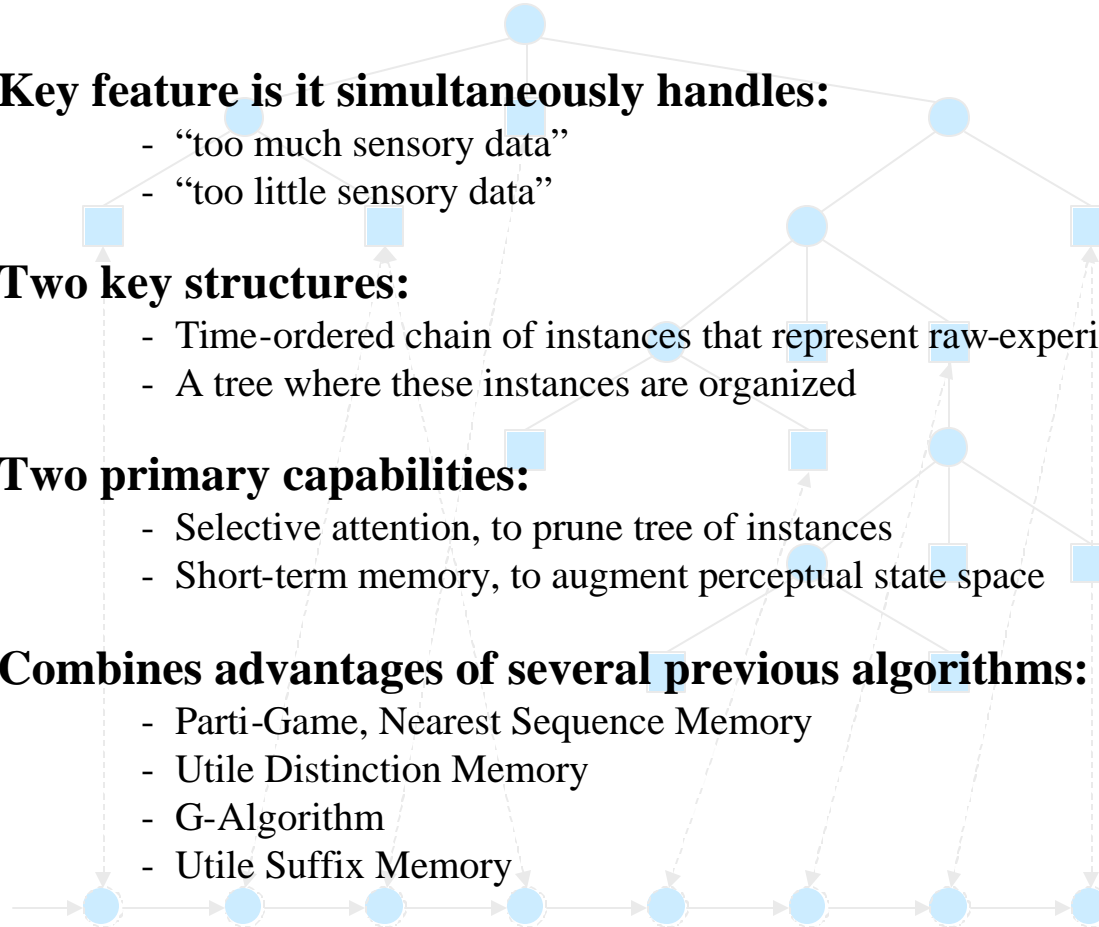 Key feature is it simultaneously handles:
- “too much sensory data”
- “too little sensory data”
Two key structures:
- Time-ordered chain of instances that represent raw-experi
- A tree where these instances are organized
Two primary capabilities:
- Selective attention, to prune tree of instances
- Short-term memory, to augment perceptual state space
Combines advantages of several previous algorithms:
- Parti-Game, Nearest Sequence Memory
- Utile Distinction Memory
- G-Algorithm
- Utile Suffix Memory